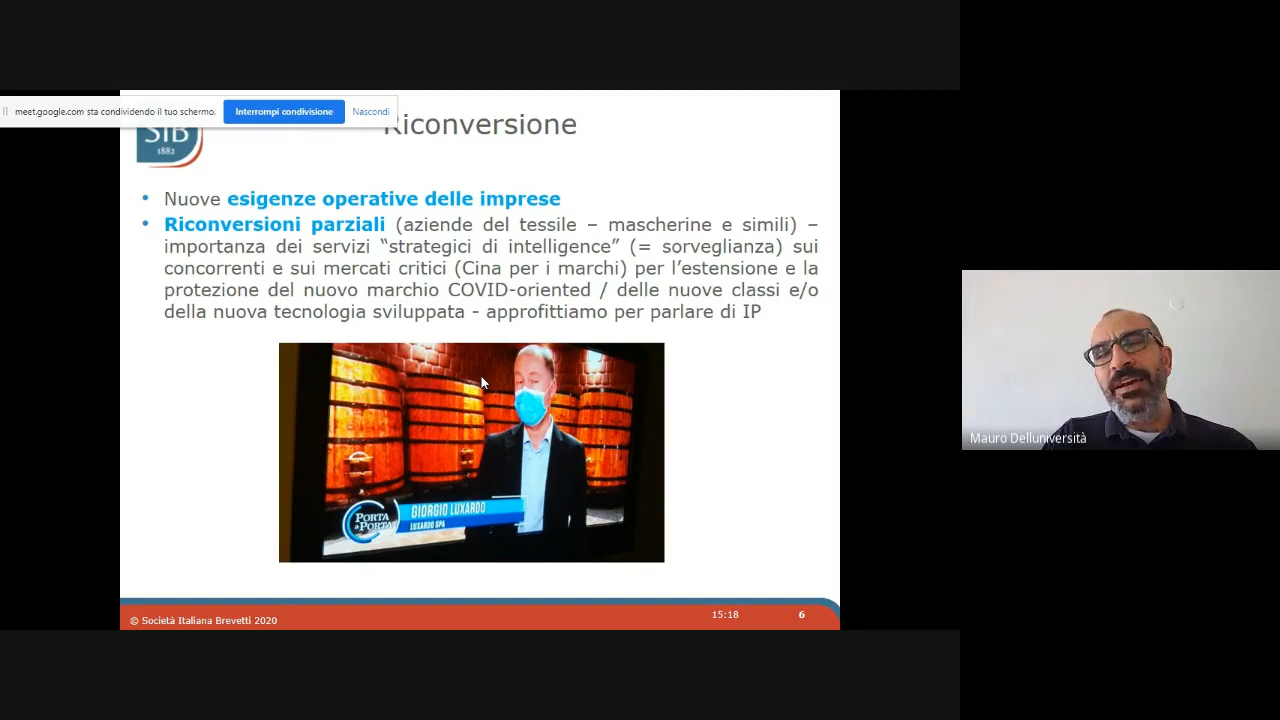 meet.google.com sta condividendo il tuo schermo.
Interrompi condivisione
Nascondi
SIB
1882
Riconversione
• Nuove esigenze operative delle imprese
• Riconversioni parziali (aziende del tessile – mascherine e simili) –
importanza dei servizi “strategici di intelligence” (= sorveglianza) sui
concorrenti e sui mercati critici (Cina per i marchi) per l’estensione e la
protezione del nuovo marchio COVID-oriented / delle nuove classi e/o
della nuova tecnologia sviluppata - approfittiamo per parlare di IP
PORTA
a PORTA
GIORGIO LUXARDO
LUXARDO SPA
Mauro Delluniversità
© Società Italiana Brevetti 2020
15:18
6